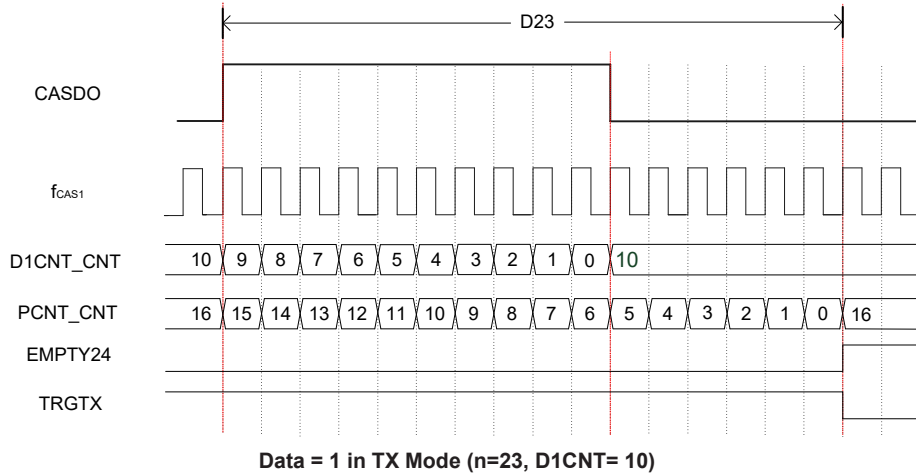 D23
CASDO
fCAS1
D1CNT_CNT 10 9 8 7 6 5 4 3 2 1 0 10
PCNT_CNT 16 15 14 13 12 11 10 9 8 7 6 5 4 3 2 1 0 16
EMPTY24
TRGTX
Data = 1 in TX Mode (n=23, D1CNT= 10)